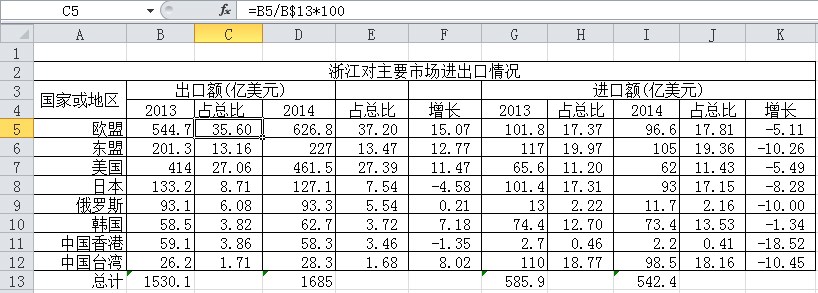 C5 fx =B5/B$13*100
A B C D E F G H I J K
1
2 浙江对主要市场进出口情况
3 国家或地区 出口额(亿美元) 进口额(亿美元)
4 2013 占总比 2014 占总比 增长 2013 占总比 2014 占总比 增长
5 欧盟 544.7 35.60 626.8 37.20 15.07 101.8 17.37 96.6 17.81 -5.11
6 东盟 201.3 13.16 227 13.47 12.77 117 19.97 105 19.36 -10.26
7 美国 414 27.06 461.5 27.39 11.47 65.6 11.20 62 11.43 -5.49
8 日本 133.2 8.71 127.1 7.54 -4.58 101.4 17.31 93 17.15 -8.28
9 俄罗斯 93.1 6.08 93.3 5.54 0.21 13 2.22 11.7 2.16 -10.00
10 韩国 58.5 3.82 62.7 3.72 7.18 74.4 12.70 73.4 13.53 -1.34
11 中国香港 59.1 3.86 58.3 3.46 -1.35 2.7 0.46 2.2 0.41 -18.52
12 中国台湾 26.2 1.71 28.3 1.68 8.02 110 18.77 98.5 18.16 -10.45
13 总计 1530.1 1685 585.9 542.4